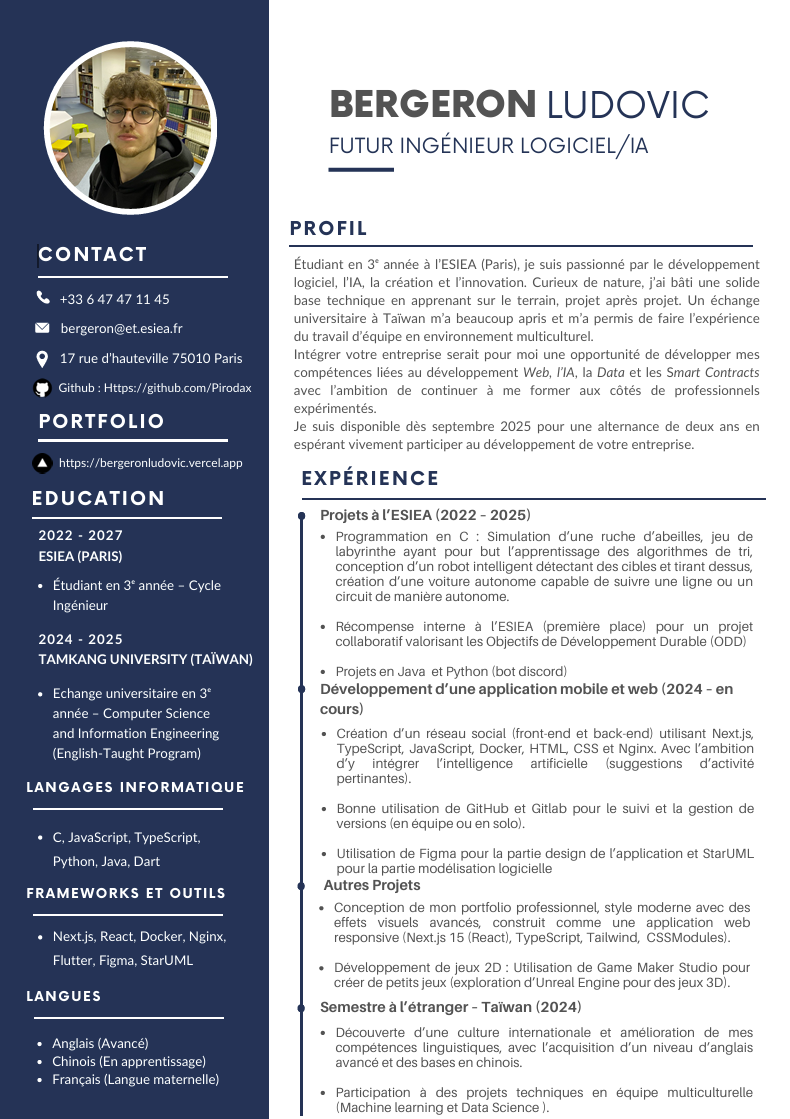 BERGERON LUDOVIC
FUTUR INGÉNIEUR LOGICIEL/IA
CONTACT
+33 6 47 47 11 45
bergeron@et.esiea.fr
17 rue d'hauteville 75010 Paris
Github : Https://github.com/Pirodax
PORTFOLIO
https://bergeronludovic.vercel.app
EDUCATION
2022 - 2027
ESIEA (PARIS)
• Étudiant en 3ᵉ année – Cycle
Ingénieur
2024 - 2025
TAMKANG UNIVERSITY (TAÏWAN)
• Echange universitaire en 3ᵉ
année – Computer Science
and Information Engineering
(English-Taught Program)
LANGAGES INFORMATIQUE
• C, JavaScript, TypeScript,
Python, Java, Dart
FRAMEWORKS ET OUTILS
• Next.js, React, Docker, Nginx,
Flutter, Figma, StarUML
LANGUES
• Anglais (Avancé)
• Chinois (En apprentissage)
• Français (Langue maternelle)
PROFIL
Étudiant en 3ᵉ année à l'ESIEA (Paris), je suis passionné par le développement
logiciel, l'IA, la création et l'innovation. Curieux de nature, j'ai bâti une solide
base technique en apprenant sur le terrain, projet après projet. Un échange
universitaire à Taïwan m'a beaucoup apris et m'a permis de faire l'expérience
du travail d'équipe en environnement multiculturel.
Intégrer votre entreprise serait pour moi une opportunité de développer mes
compétences liées au développement Web, l'IA, la Data et les Smart Contracts
avec l'ambition de continuer à me former aux côtés de professionnels
expérimentés.
Je suis disponible dès septembre 2025 pour une alternance de deux ans en
espérant vivement participer au développement de votre entreprise.
EXPÉRIENCE
Projets à l'ESIEA (2022 – 2025)
• Programmation en C : Simulation d'une ruche d'abeilles, jeu de
labyrinthe ayant pour but l'apprentissage des algorithmes de tri,
conception d'un robot intelligent détectant des cibles et tirant dessus,
création d'une voiture autonome capable de suivre une ligne ou un
circuit de manière autonome.
• Récompense interne à l'ESIEA (première place) pour un projet
collaboratif valorisant les Objectifs de Développement Durable (ODD)
• Projets en Java et Python (bot discord)
Développement d'une application mobile et web (2024 – en
cours)
• Création d'un réseau social (front-end et back-end) utilisant Next.js,
TypeScript, JavaScript, Docker, HTML, CSS et Nginx. Avec l'ambition
d'y intégrer l'intelligence artificielle (suggestions d'activité
pertinantes).
• Bonne utilisation de GitHub et Gitlab pour le suivi et la gestion de
versions (en équipe ou en solo).
• Utilisation de Figma pour la partie design de l'application et StarUML
pour la partie modélisation logicielle
Autres Projets
• Conception de mon portfolio professionnel, style moderne avec des
effets visuels avancés, construit comme une application web
responsive (Next.js 15 (React), TypeScript, Tailwind, CSSModules).
• Développement de jeux 2D : Utilisation de Game Maker Studio pour
créer de petits jeux (exploration d'Unreal Engine pour des jeux 3D).
Semestre à l'étranger – Taïwan (2024)
• Découverte d'une culture internationale et amélioration de mes
compétences linguistiques, avec l'acquisition d'un niveau d'anglais
avancé et des bases en chinois.
• Participation à des projets techniques en équipe multiculturelle
(Machine learning et Data Science ).